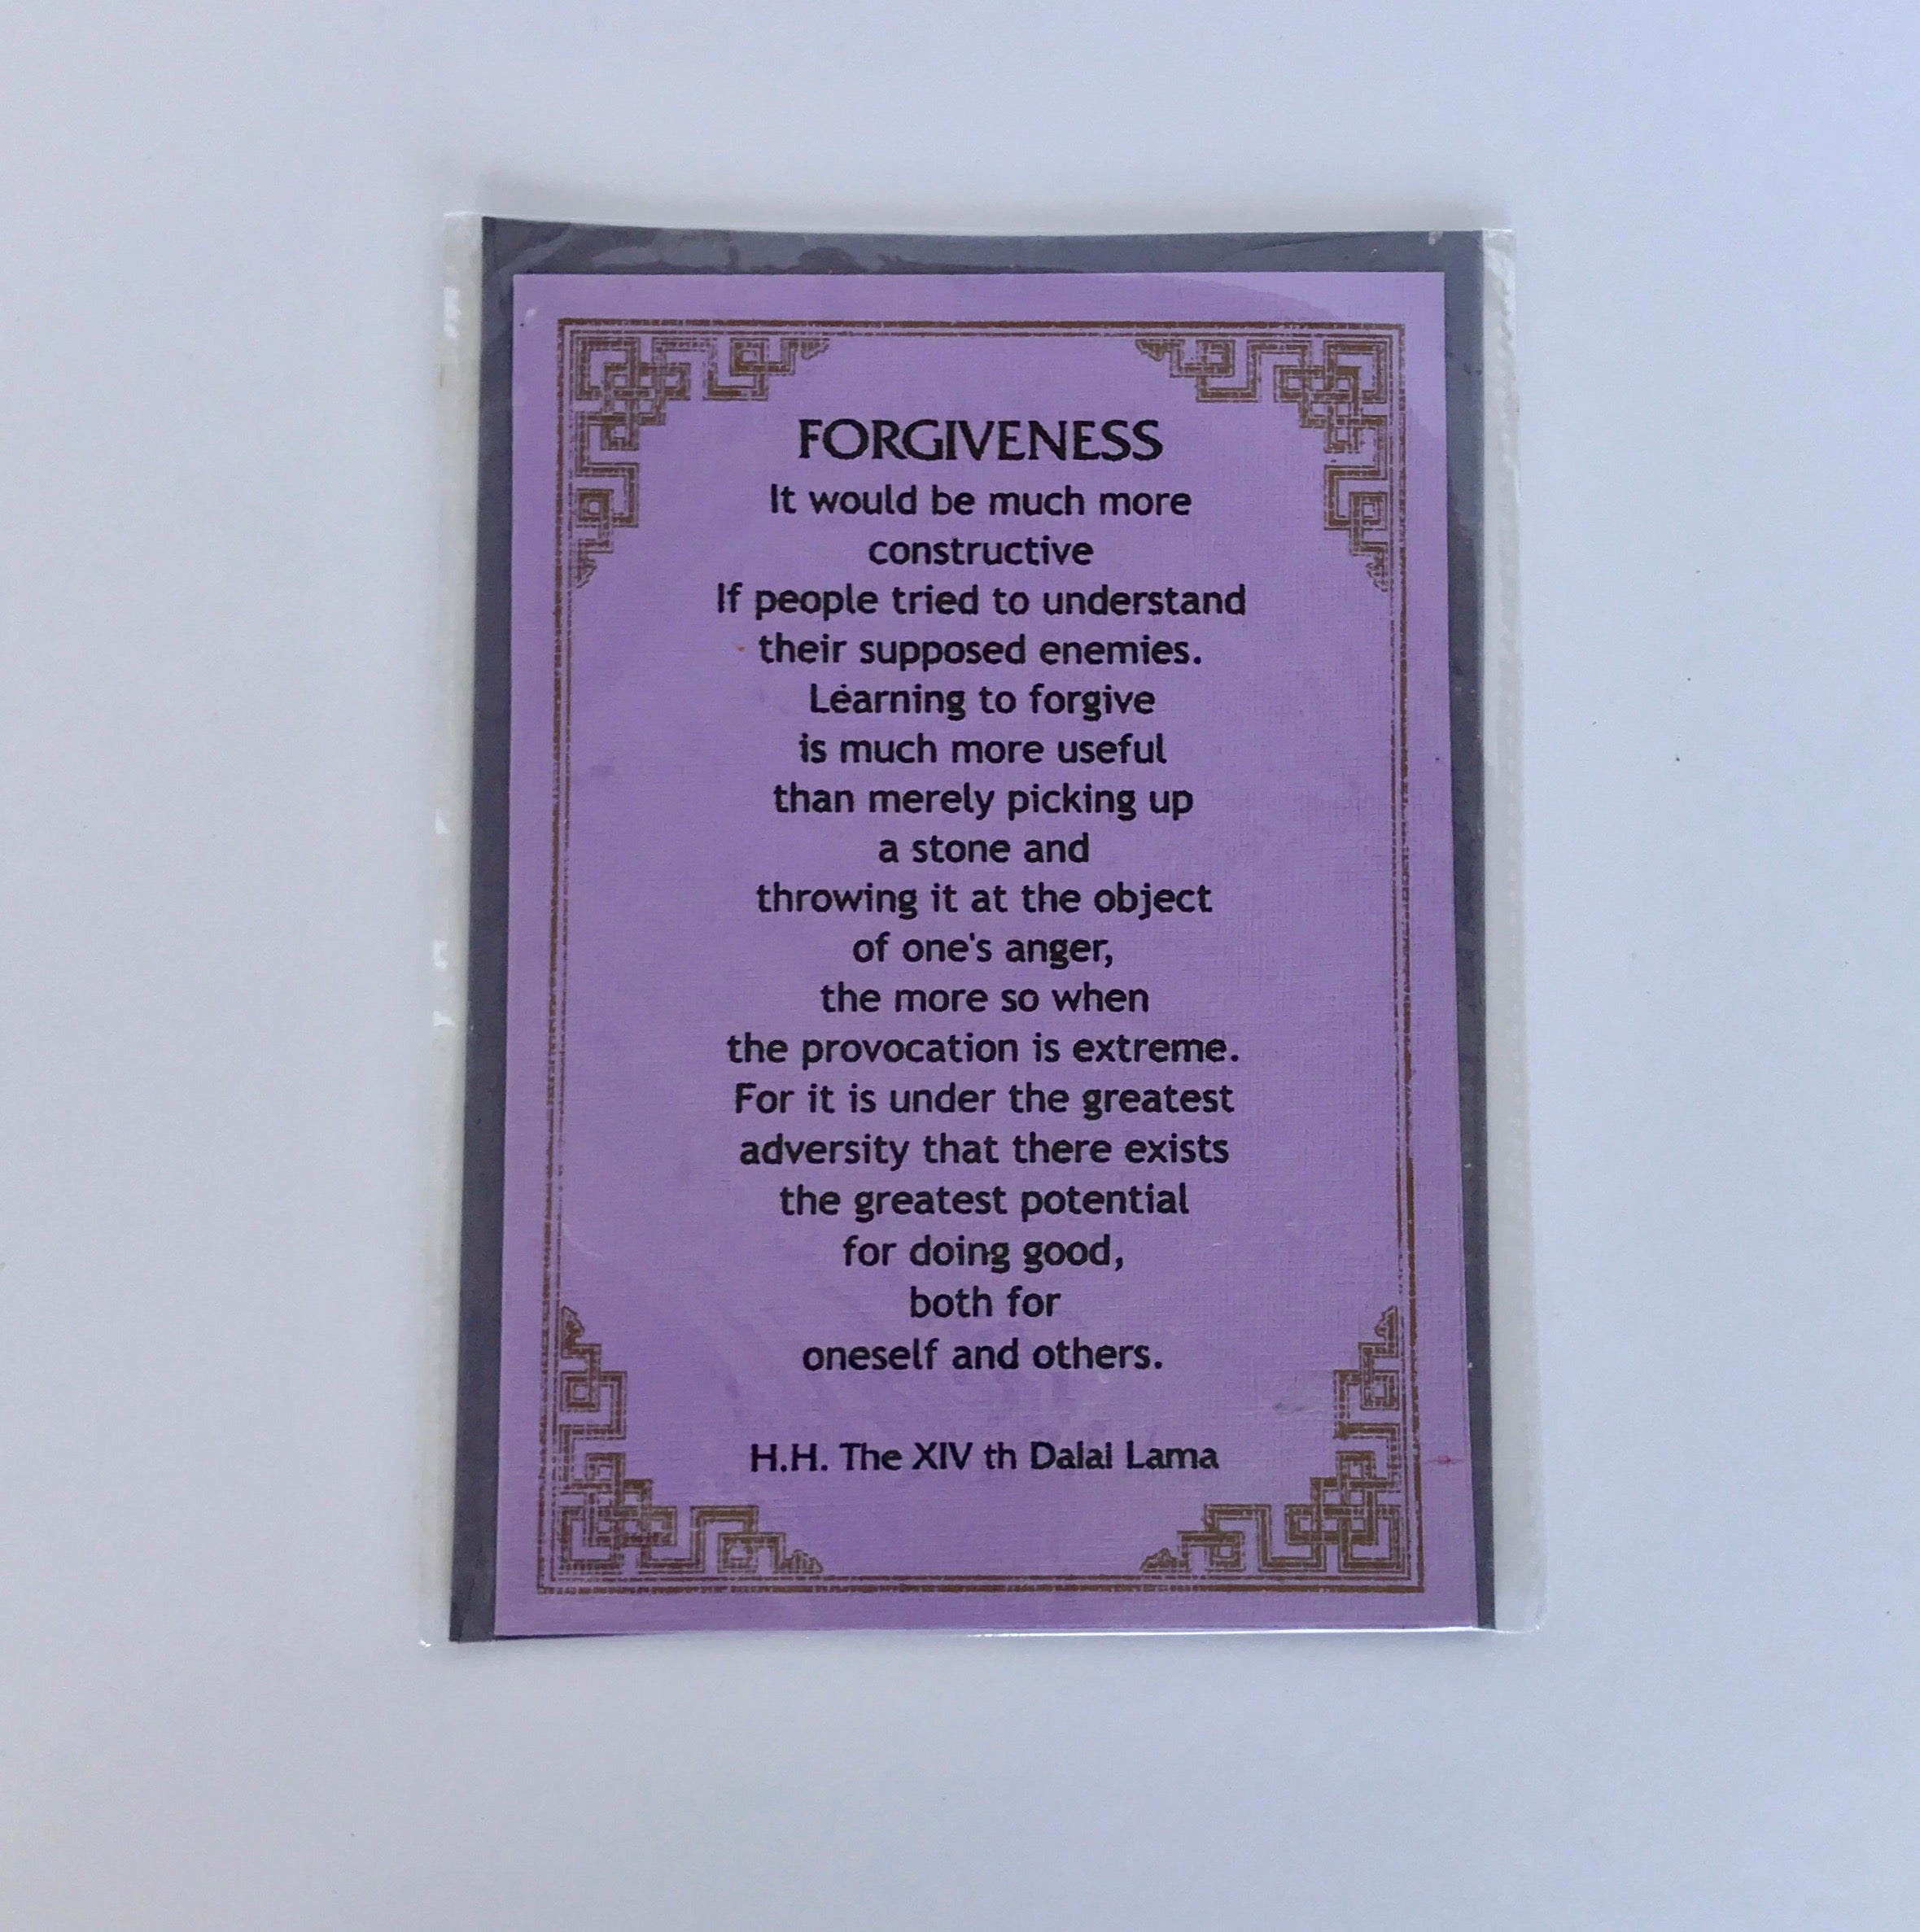 FORGIVENESS
It would be much more
constructive
If people tried to understand
their supposed enemies.
Learning to forgive
is much more useful
than merely picking up
a stone and
throwing it at the object
of one's anger,
the more so when
the provocation is extreme.
For it is under the greatest
adversity that there exists
the greatest potential
for doing good,
both for
oneself and others.
H.H. The XIV th Dalai Lama